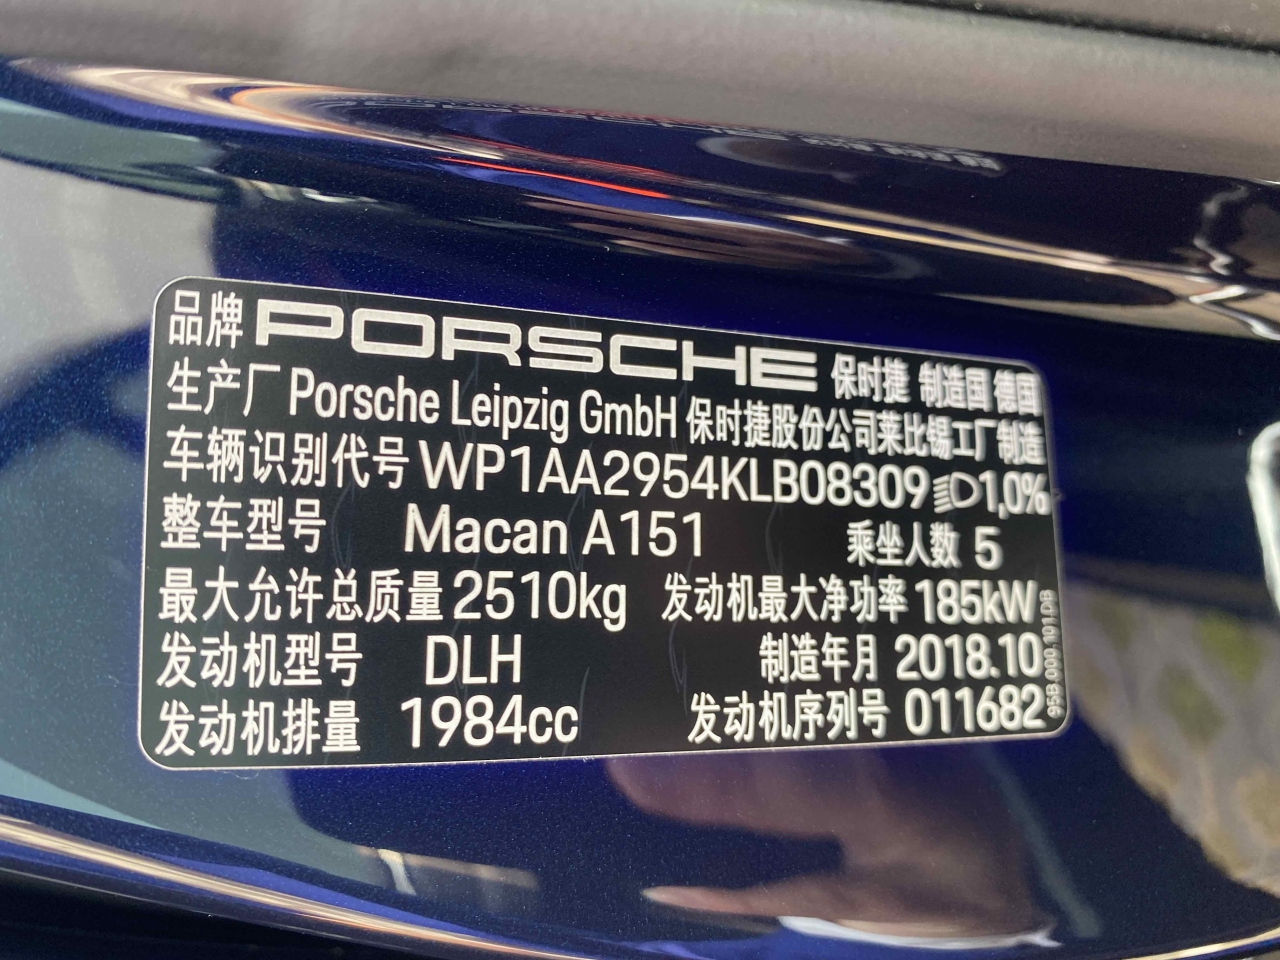 品牌 PORSCHE 保时捷 制造国 德国
生产厂 Porsche Leipzig GmbH 保时捷股份公司莱比锡工厂制造
车辆识别代号 WP1AA2954KLB08309 1,0%
整车型号 Macan A151 乘坐人数 5
最大允许总质量 2510kg 发动机最大净功率 185kW
发动机型号 DLH 制造年月 2018.10
发动机排量 1984cc 发动机序列号 011682
95B.000.101.DB